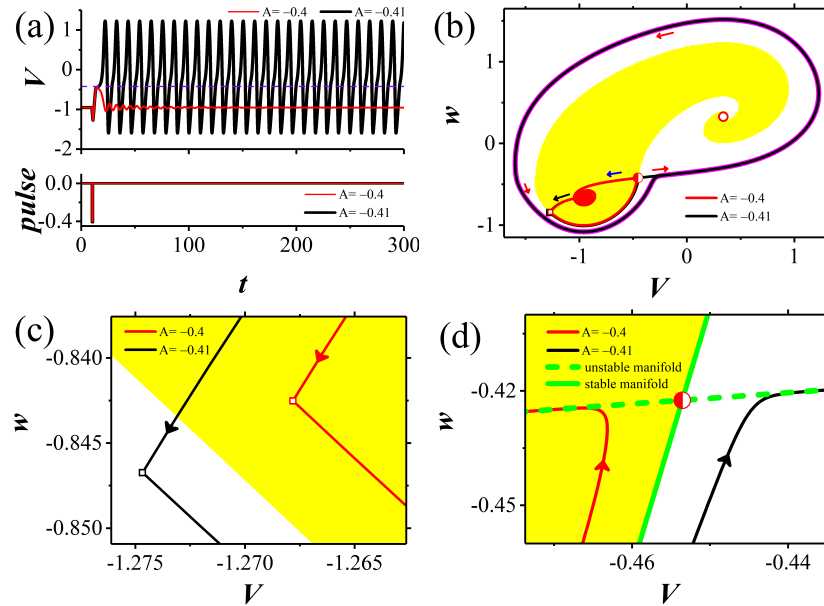 (a)
A= −0.4
A= −0.41
V
1
0
-1
-2
pulse
0.0
-0.4
A= −0.4
A= −0.41
0
100
200
300
t
(b)
w
1
0
-1
A= −0.4
A= −0.41
-1
0
1
V
(c)
A= −0.4
A= −0.41
w
-0.840
-0.845
-0.850
-1.275
-1.270
-1.265
V
(d)
A= −0.4
A= −0.41
unstable manifold
stable manifold
w
-0.42
-0.45
-0.46
-0.44
V